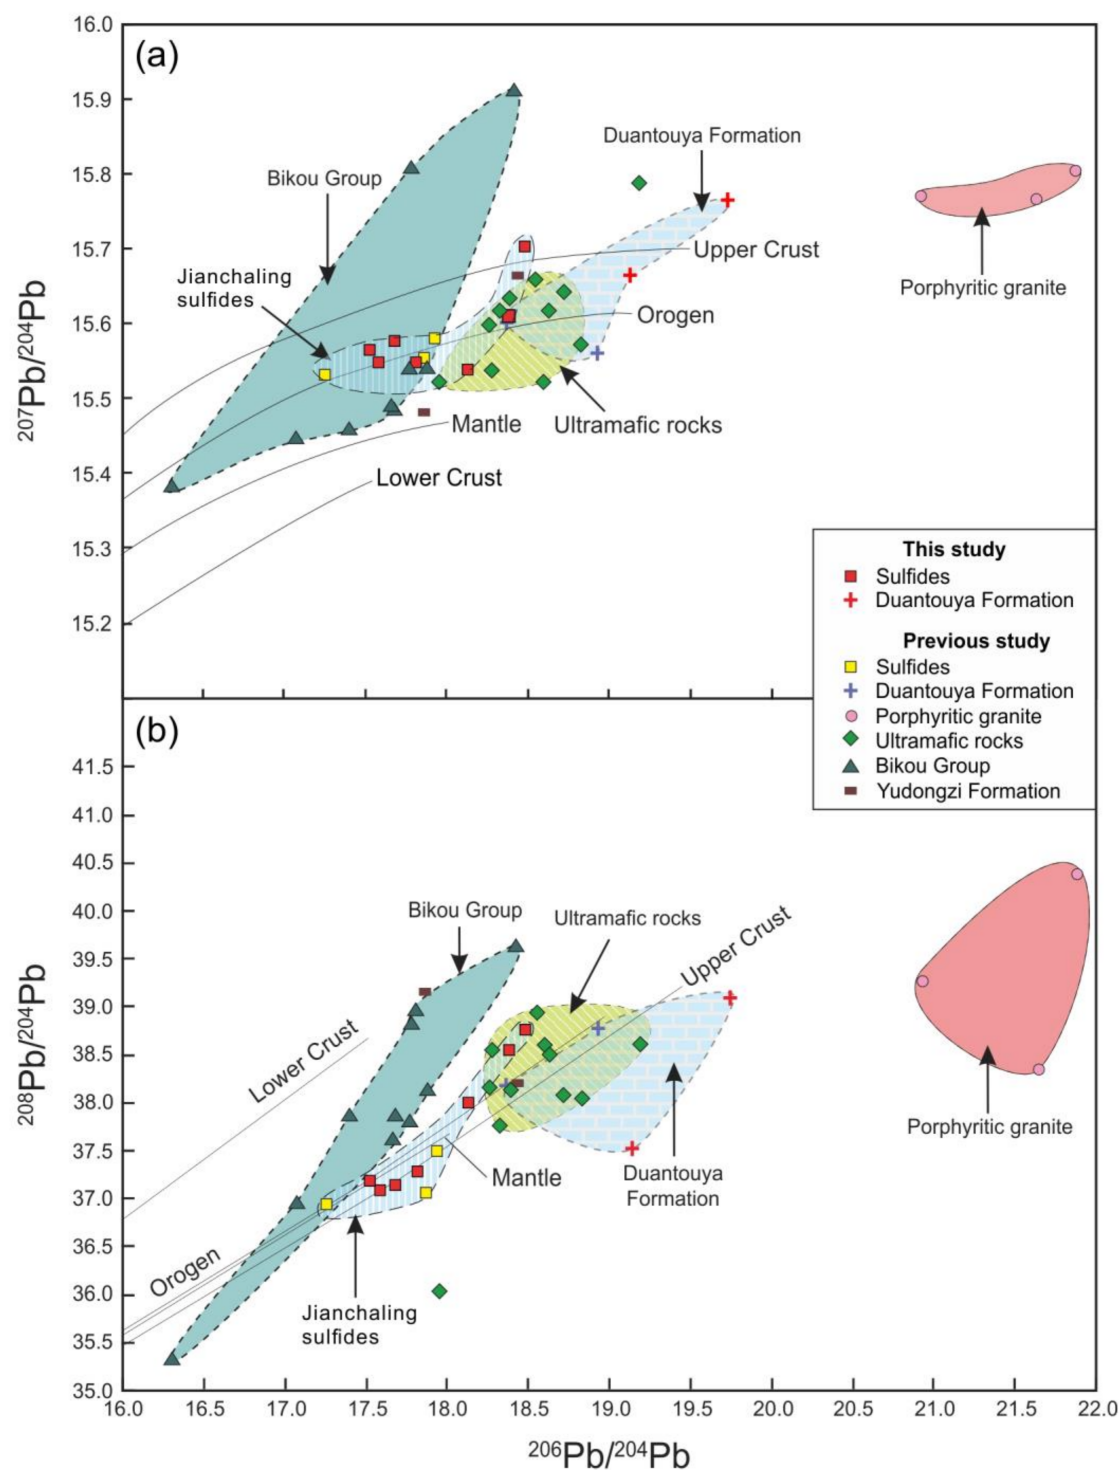 (a)
16.0
15.9
15.8
15.7
15.6
15.5
15.4
15.3
15.2
207Pb/204Pb
Duantouya Formation
Bikou Group
Jianchaling
sulfides
Upper Crust
Porphyritic granite
Orogen
Mantle
Ultramafic rocks
Lower Crust
This study
Sulfides
Duantouya Formation
Previous study
Sulfides
Duantouya Formation
Porphyritic granite
Ultramafic rocks
Bikou Group
Yudongzi Formation
(b)
41.5
41.0
40.5
40.0
39.5
39.0
38.5
38.0
37.5
37.0
36.5
36.0
35.5
35.0
208Pb/204Pb
Bikou Group
Ultramafic rocks
Upper Crust
Lower Crust
Porphyritic granite
Mantle
Duantouya
Formation
Orogen
Jianchaling
sulfides
16.0 16.5 17.0 17.5 18.0 18.5 19.0 19.5 20.0 20.5 21.0 21.5 22.0
206Pb/204Pb